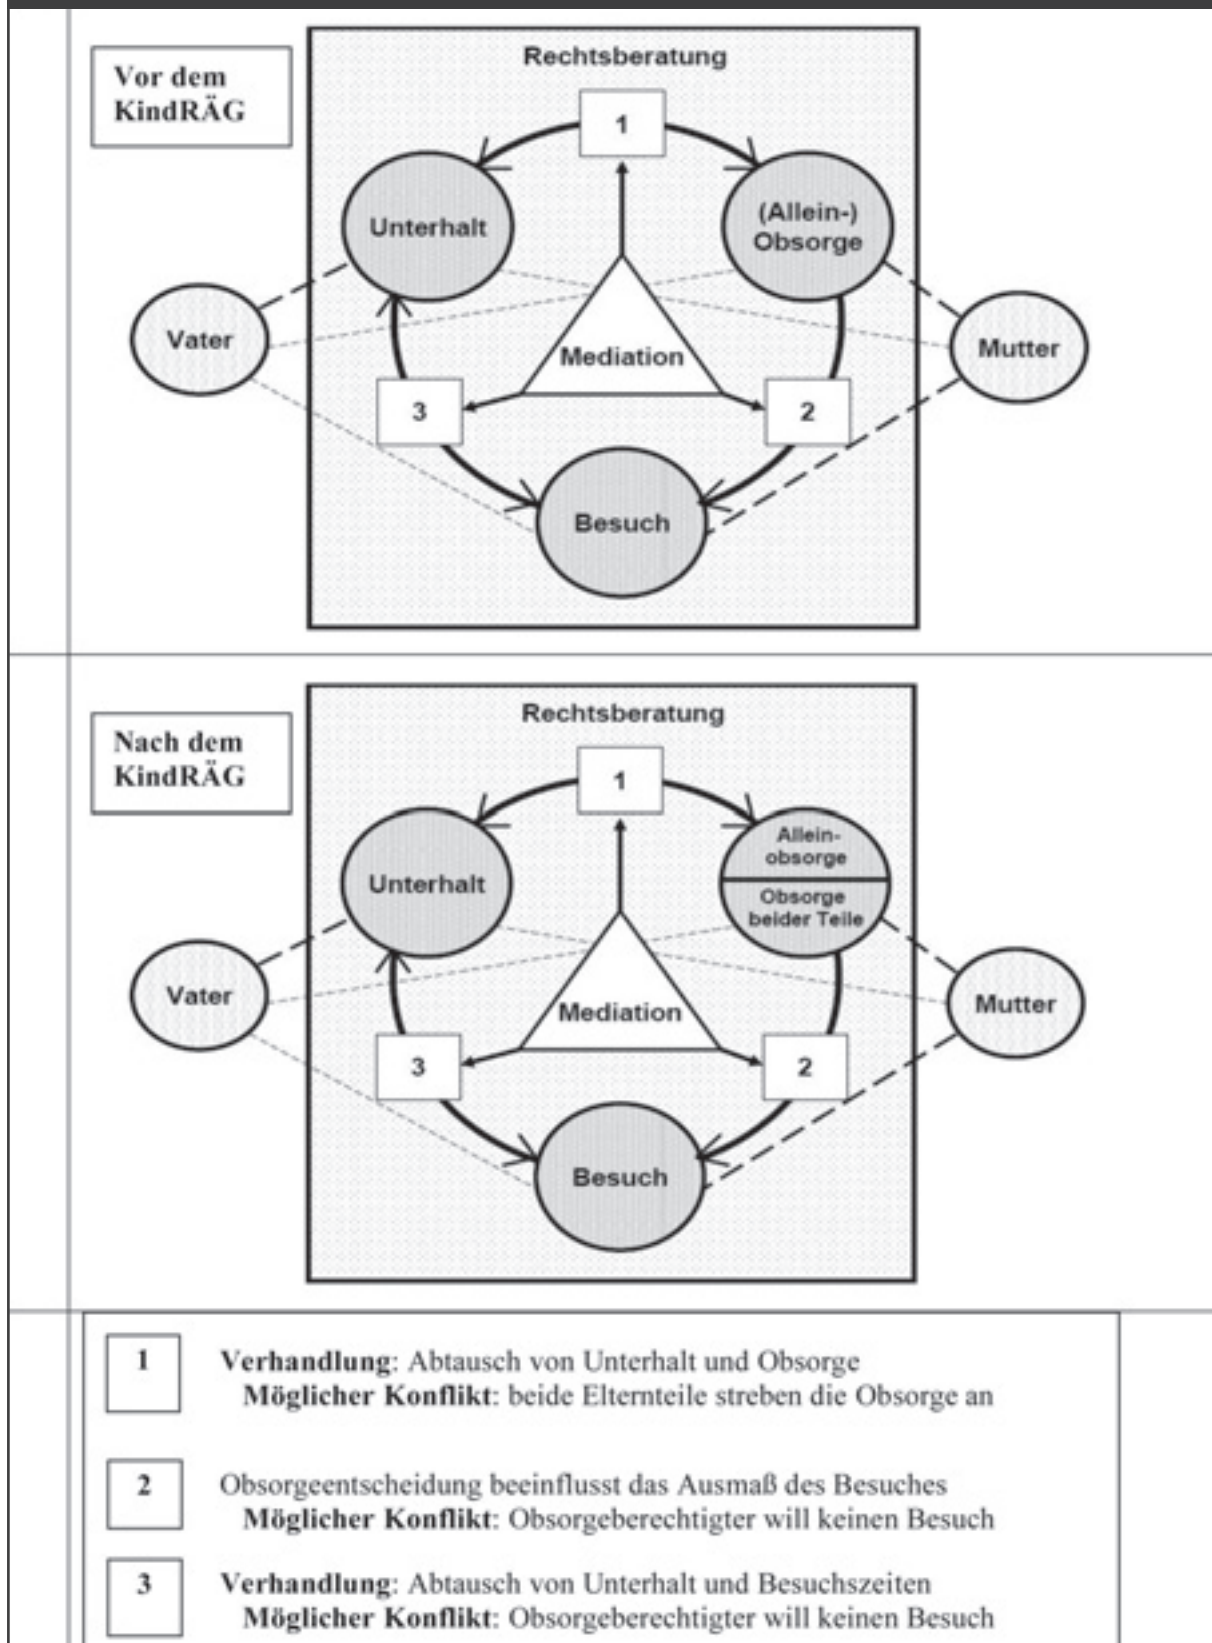 Vor dem
KindRÄG
Rechtsberatung
1
Unterhalt
(Allein-)
Obsorge
Vater
Mediation
Mutter
3
2
Besuch
Nach dem
KindRÄG
Rechtsberatung
1
Unterhalt
Allein-
obsorge
Obsorge
beider Teile
Vater
Mediation
Mutter
3
2
Besuch
1 Verhandlung: Abtausch von Unterhalt und Obsorge
Möglicher Konflikt: beide Elternteile streben die Obsorge an
2 Obsorgeentscheidung beeinflusst das Ausmaß des Besuches
Möglicher Konflikt: Obsorgeberechtigter will keinen Besuch
3 Verhandlung: Abtausch von Unterhalt und Besuchszeiten
Möglicher Konflikt: Obsorgeberechtigter will keinen Besuch